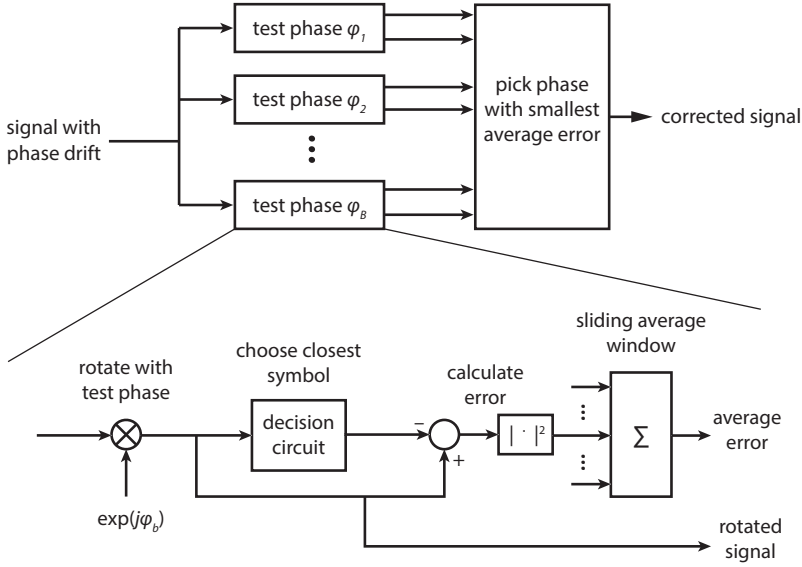 test phase φ1
test phase φ2
test phase φB
signal with
phase drift
pick phase
with smallest
average error
corrected signal
rotate with
test phase
choose closest
symbol
decision
circuit
calculate
error
−
+
| · |²
sliding average
window
Σ
average
error
exp(jφb)
rotated
signal